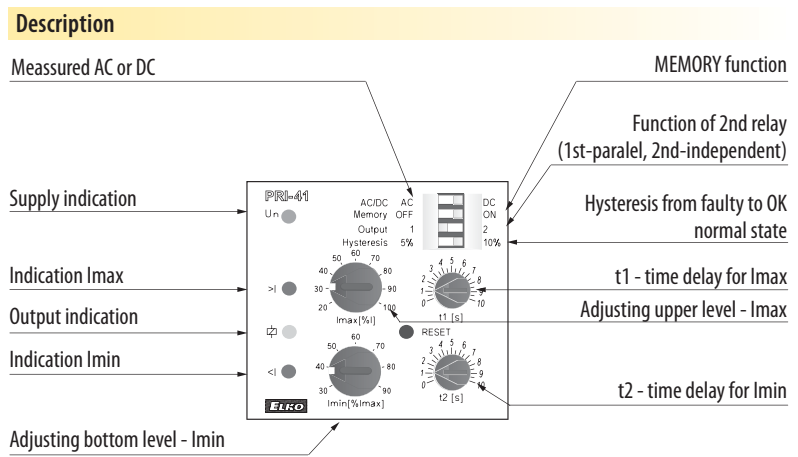 Description
Meassured AC or DC
MEMORY function
Function of 2nd relay
(1st-paralel, 2nd-independent)
Supply indication
Hysteresis from faulty to OK
normal state
Indication Imax
t1 - time delay for Imax
Output indication
Adjusting upper level - Imax
Indication Imin
t2 - time delay for Imin
Adjusting bottom level - Imin
PRI-41
Un
AC/DC AC DC
Memory OFF ON
Output 1 2
Hysteresis 5% 10%
>I
20 30 40 50 60 70 80 90 100
Imax[%I]
0 1 2 3 4 5 6 7 8 9 10
t1 [s]
RESET
<I
30 40 50 60 70 80 90
Imin[%Imax]
0 1 2 3 4 5 6 7 8 9 10
t2 [s]
ELKO